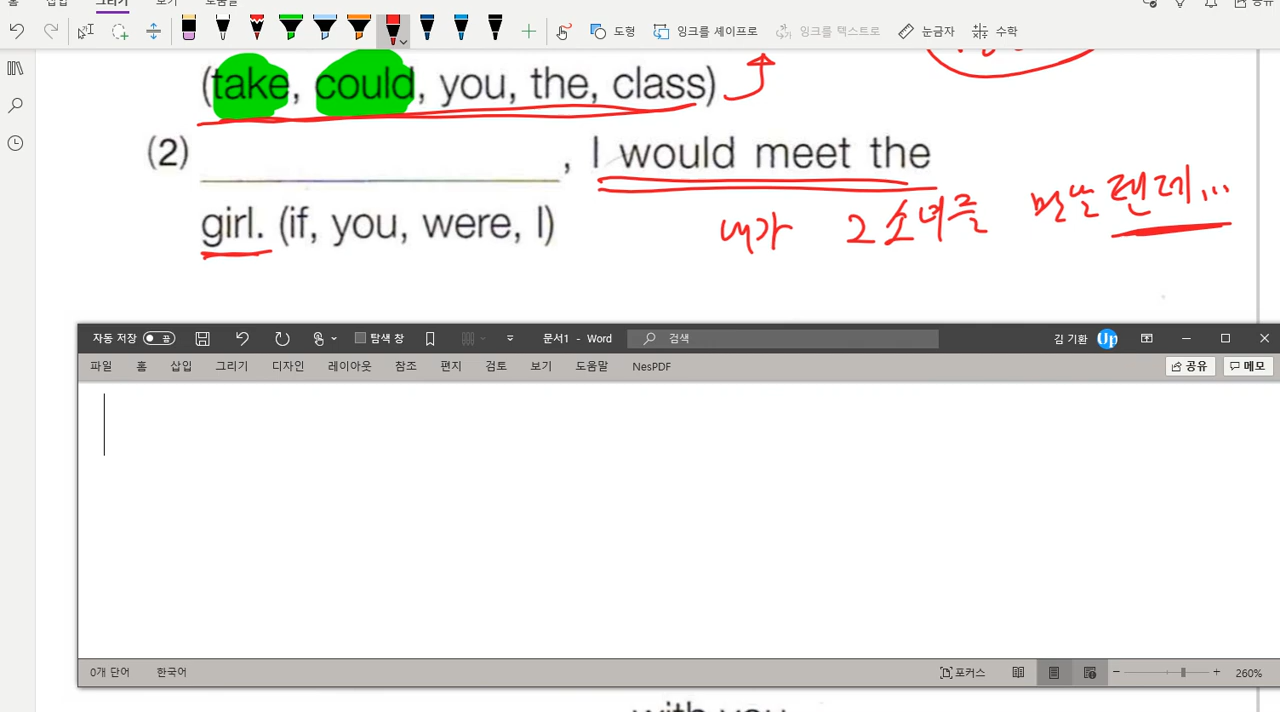 그리기
도형
잉크를 셰이프로
잉크를 텍스트로
눈금자
수학
(take, could, you, the, class)
(2) , I would meet the
girl. (if, you, were, I)
내가 그 소녀를 만날 텐데...
자동 저장 끔
탐색 창
문서1 - Word
검색
김 기환
Up
파일 홈 삽입 그리기 디자인 레이아웃 참조 편지 검토 보기 도움말 NesPDF
공유
메모
0개 단어 한국어
포커스
260%
with you